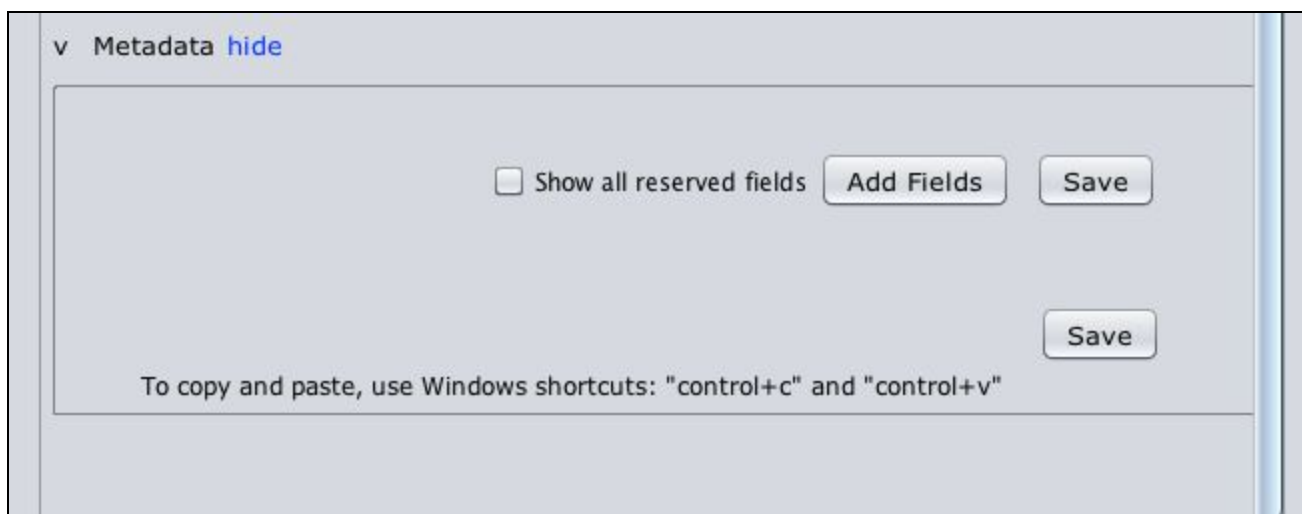 v Metadata hide
Show all reserved fields Add Fields Save
Save
To copy and paste, use Windows shortcuts: "control+c" and "control+v"